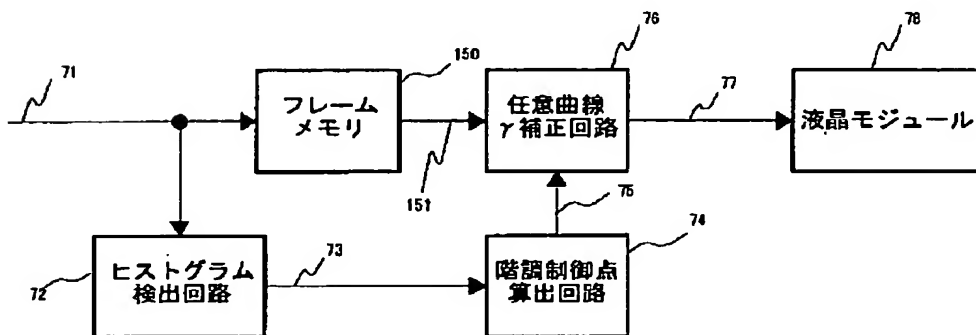 76
78
150
71
フレーム
メモリ
任意曲線
γ補正回路
77
液晶モジュール
151
75
74
73
72
ヒストグラム
検出回路
階調制御点
算出回路